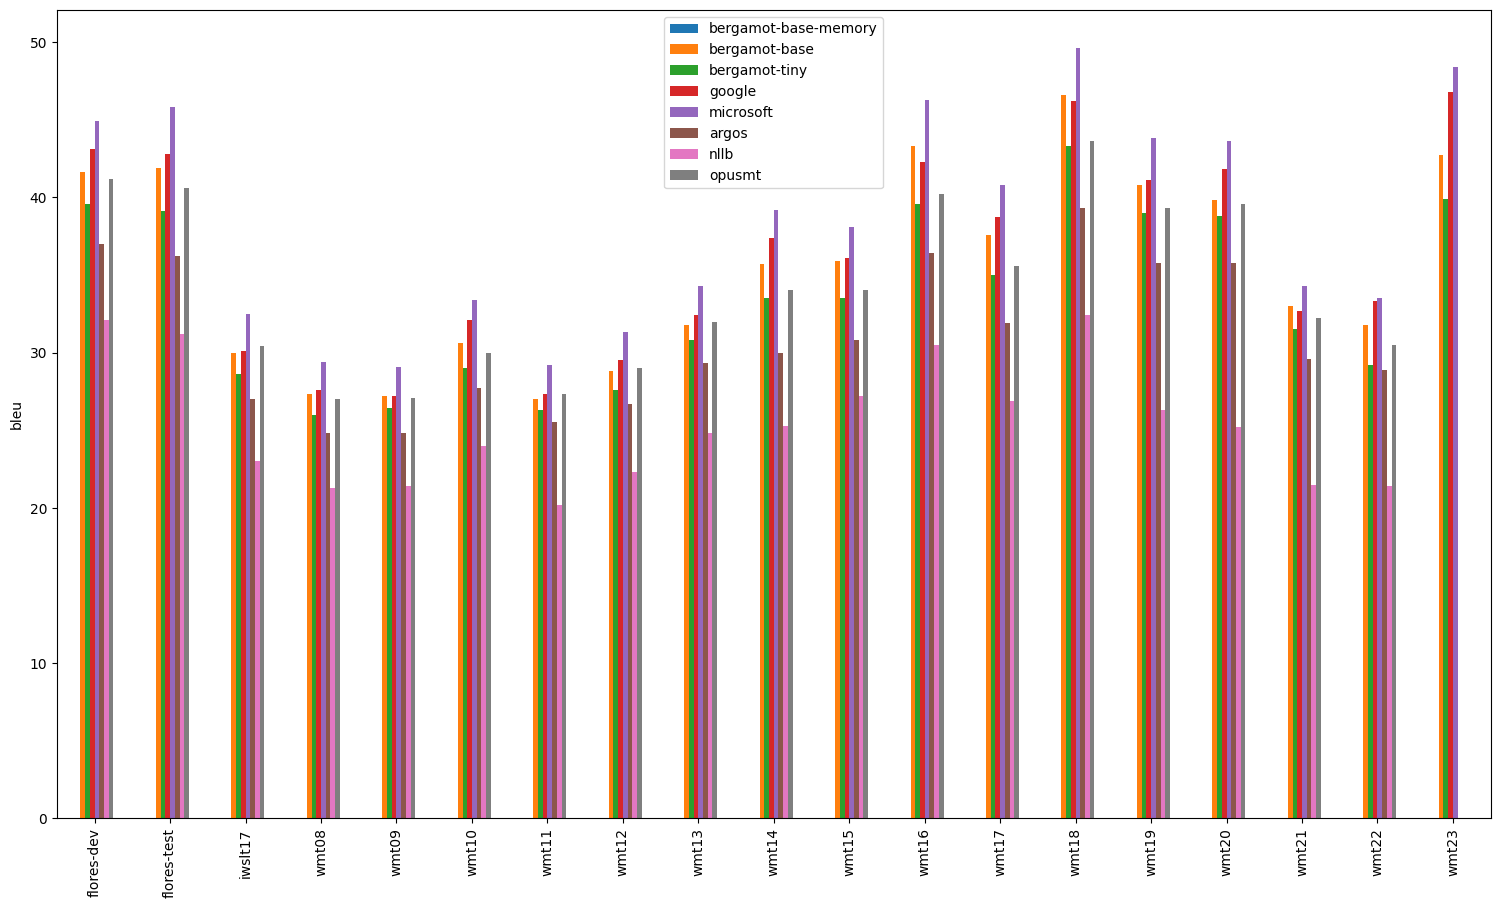 bergamot-base-memory
bergamot-base
bergamot-tiny
google
microsoft
argos
nllb
opusmt
bleu
50
40
30
20
10
0
flores-dev
flores-test
iwslt17
wmt08
wmt09
wmt10
wmt11
wmt12
wmt13
wmt14
wmt15
wmt16
wmt17
wmt18
wmt19
wmt20
wmt21
wmt22
wmt23